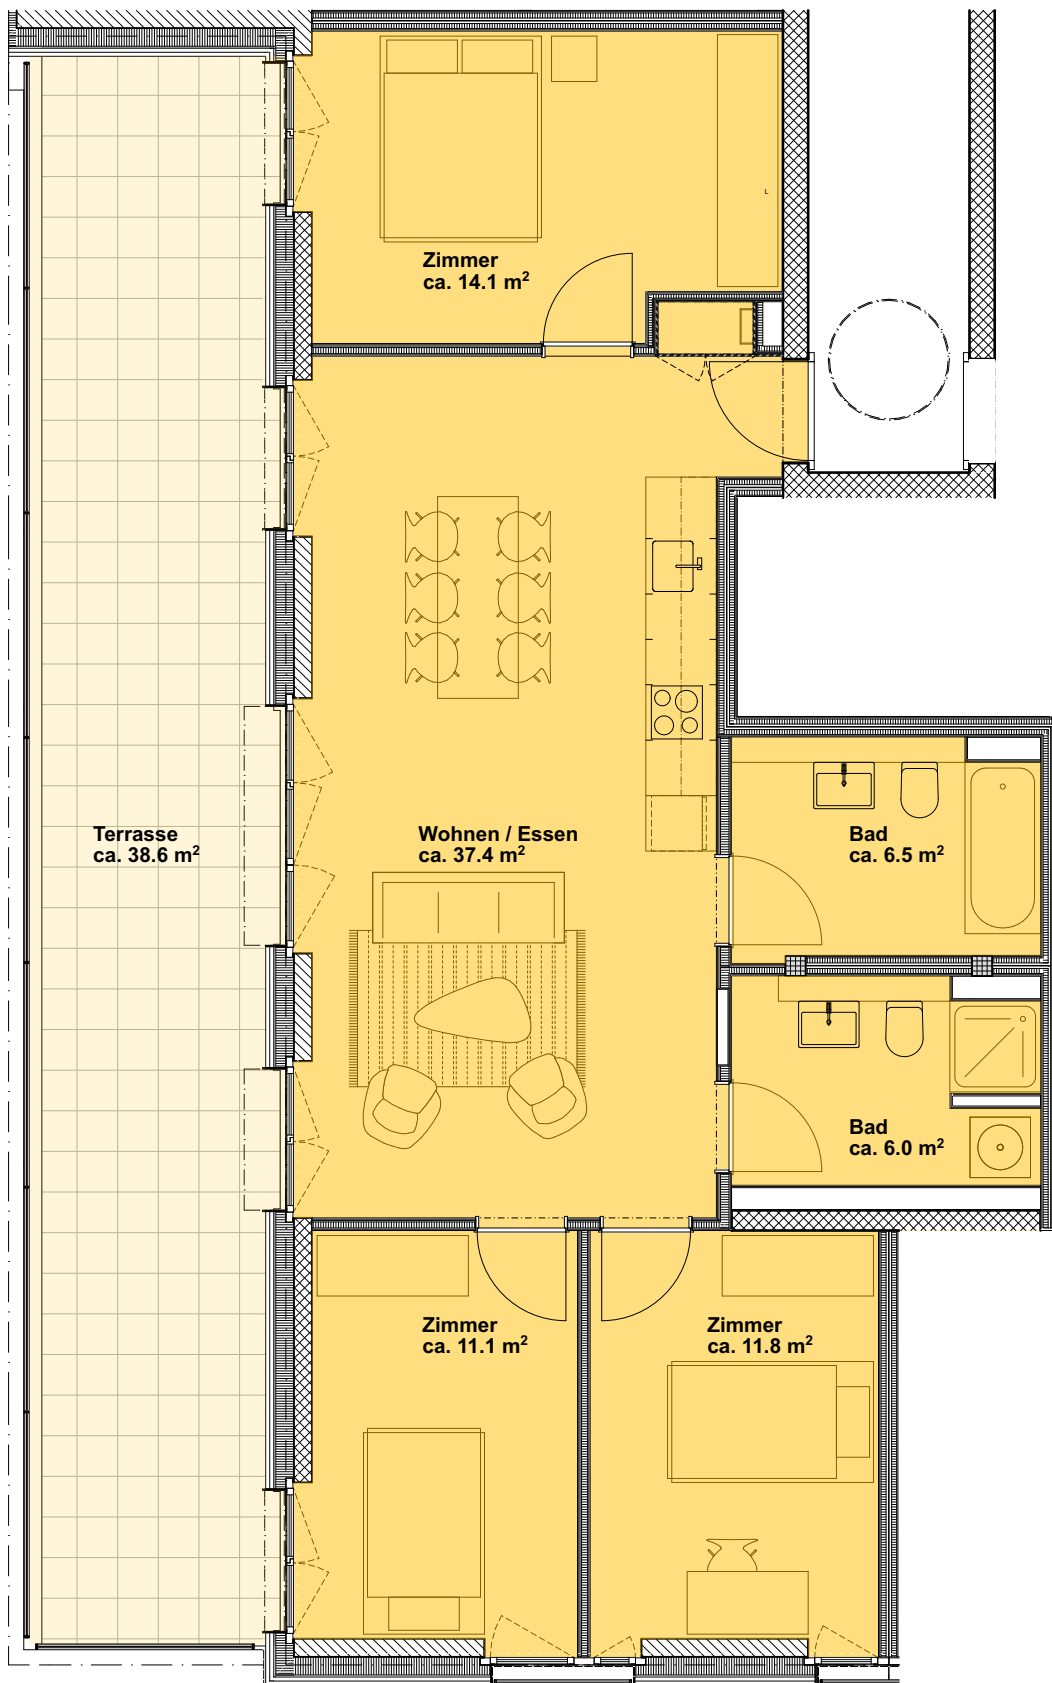 Zimmer
ca. 14.1 m²
L
Terrasse
ca. 38.6 m²
Wohnen / Essen
ca. 37.4 m²
Bad
ca. 6.5 m²
Bad
ca. 6.0 m²
Zimmer
ca. 11.1 m²
Zimmer
ca. 11.8 m²